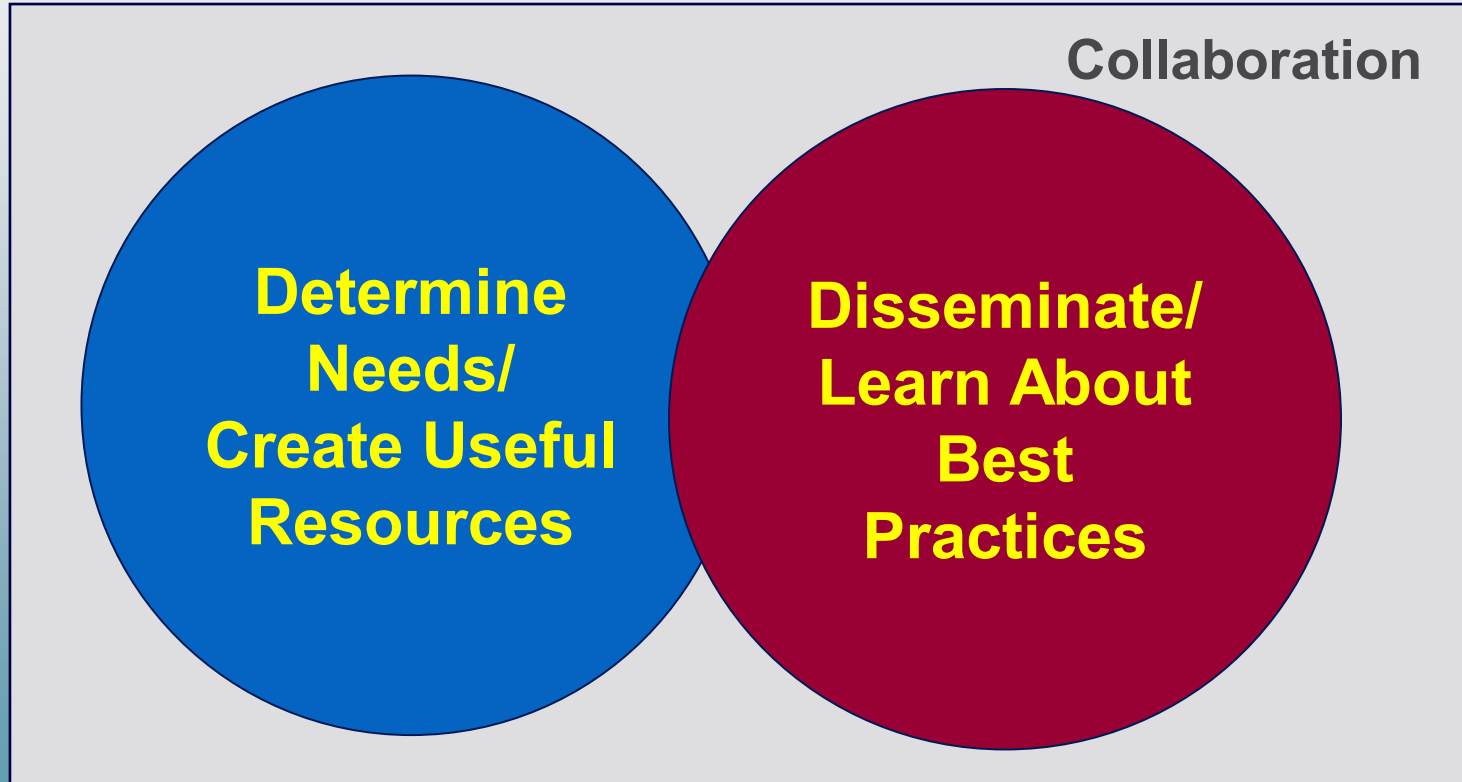 Collaboration
Determine
Needs/
Create Useful
Resources
Disseminate/
Learn About
Best
Practices